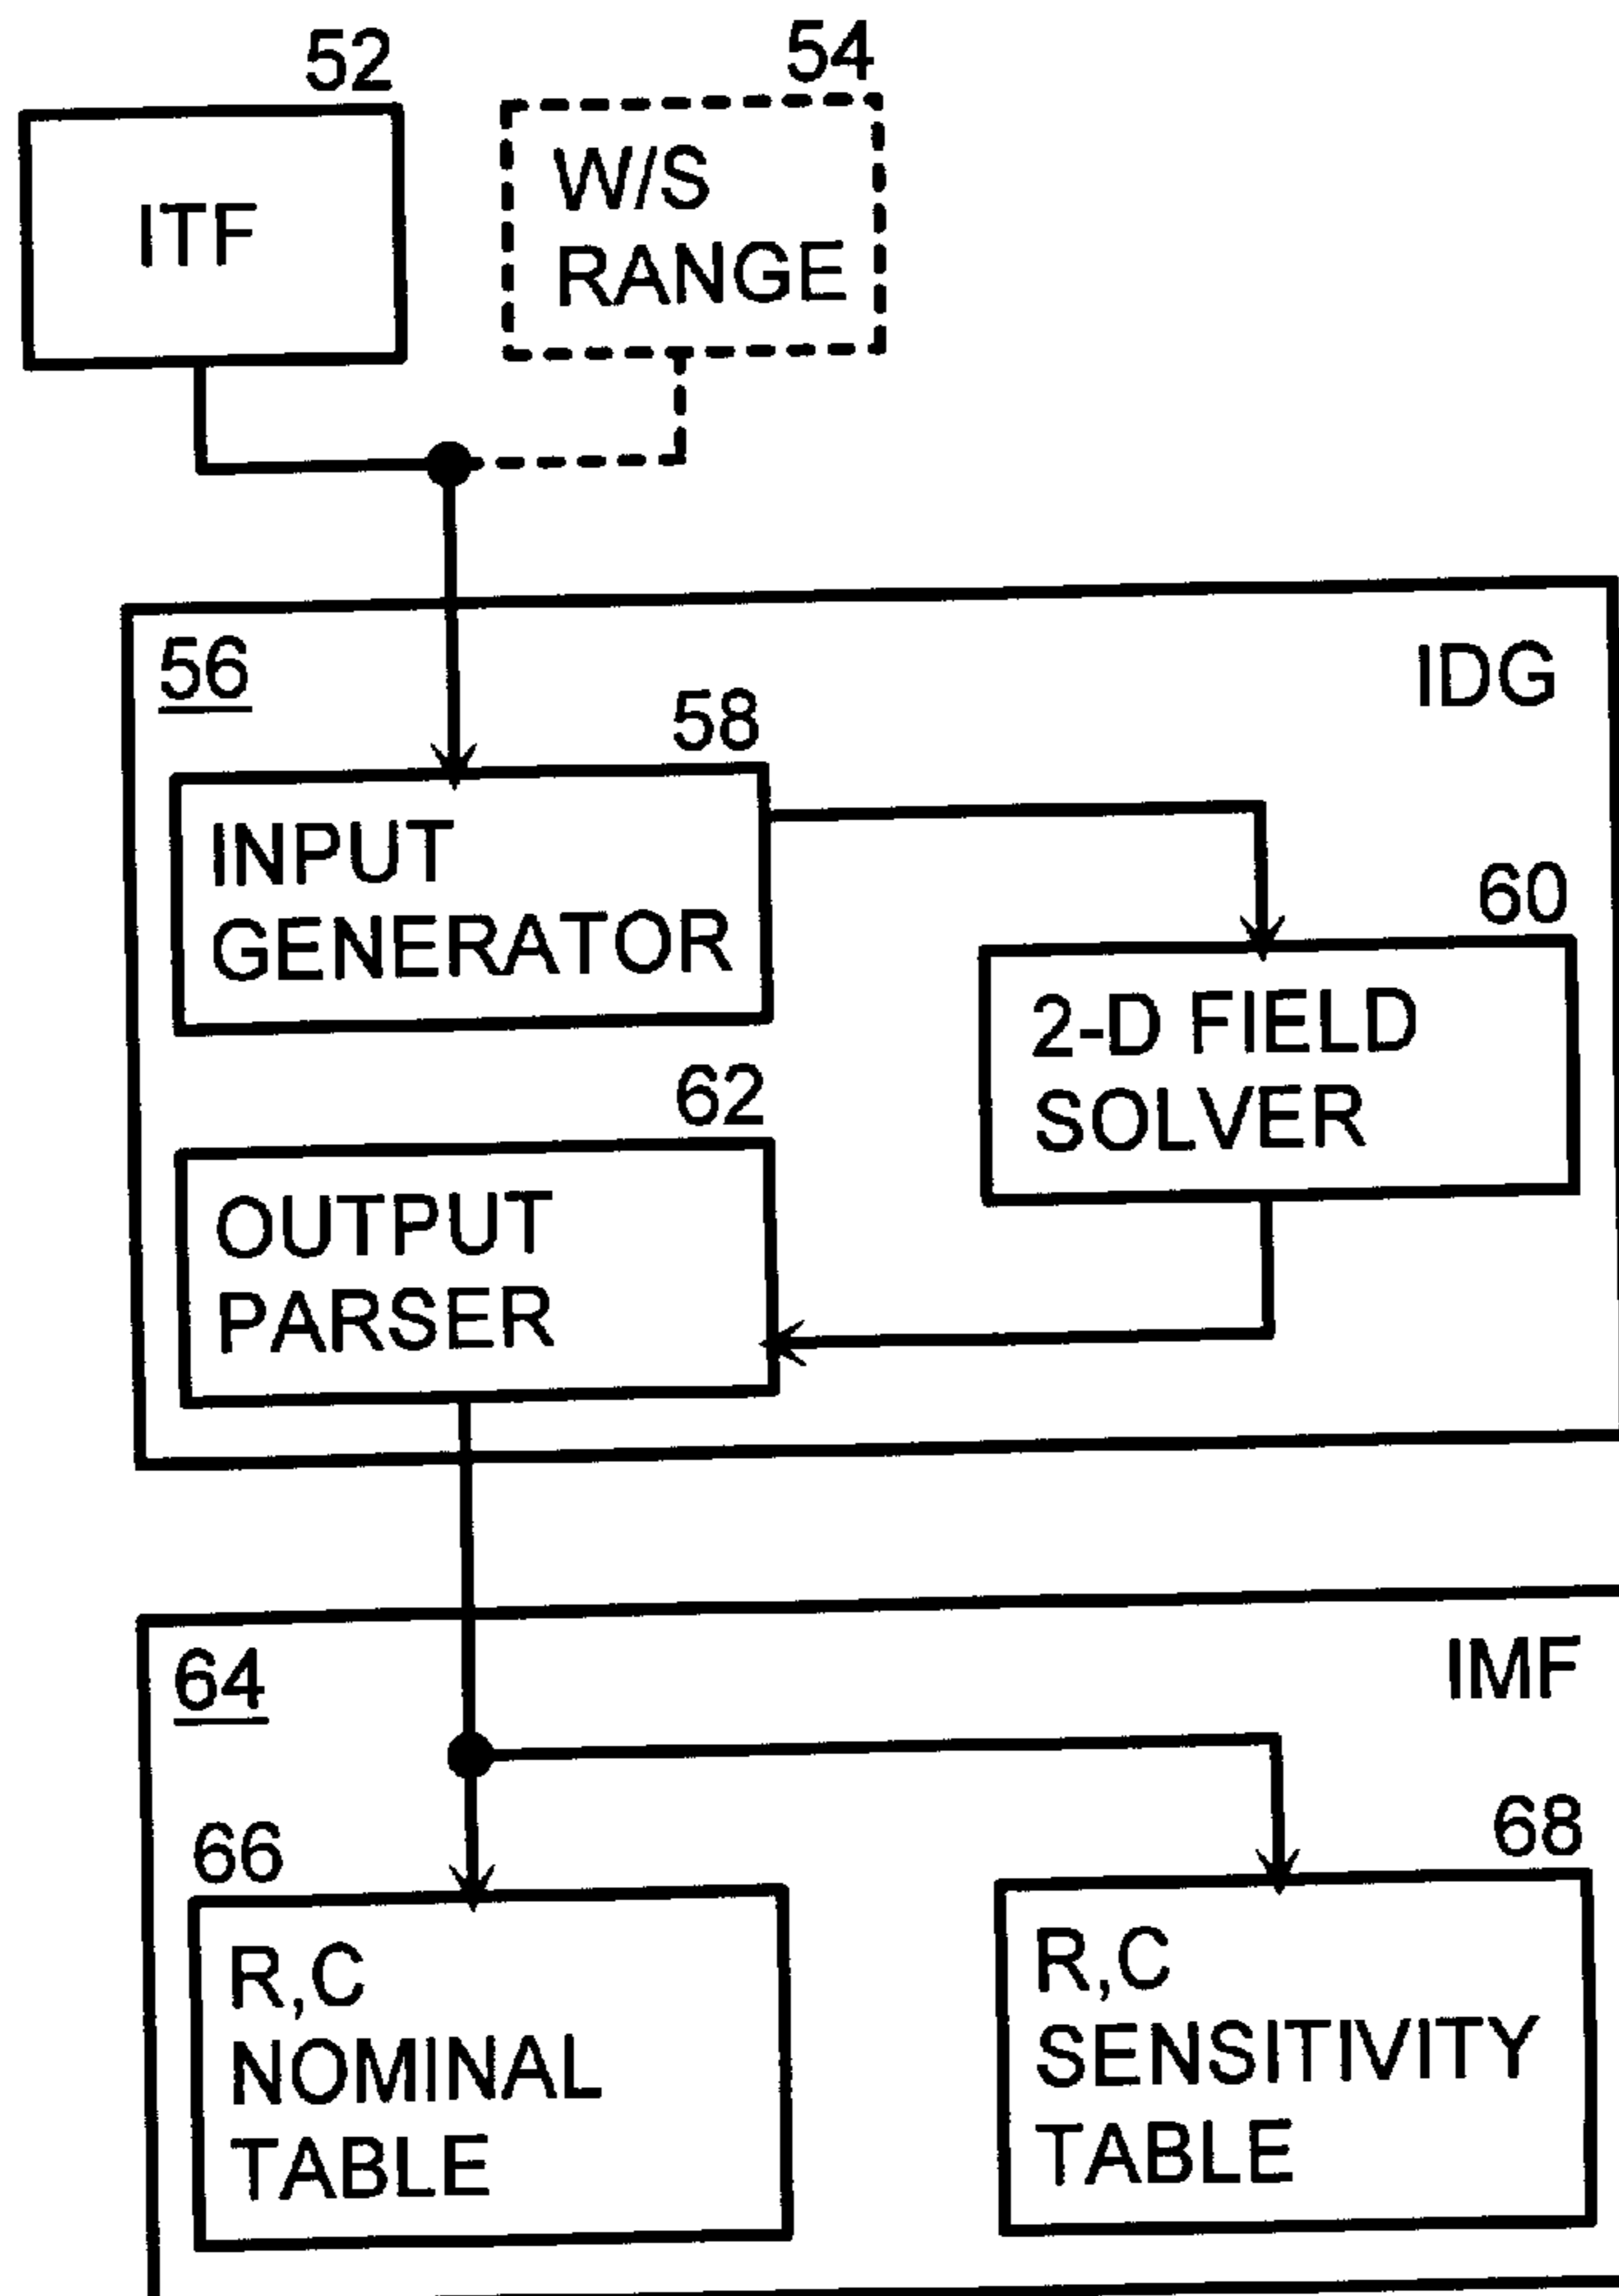 52
54
ITF
W/S
RANGE
56
IDG
58
INPUT
GENERATOR
60
2-D FIELD
SOLVER
62
OUTPUT
PARSER
64
IMF
66
68
R,C
NOMINAL
TABLE
R,C
SENSITIVITY
TABLE